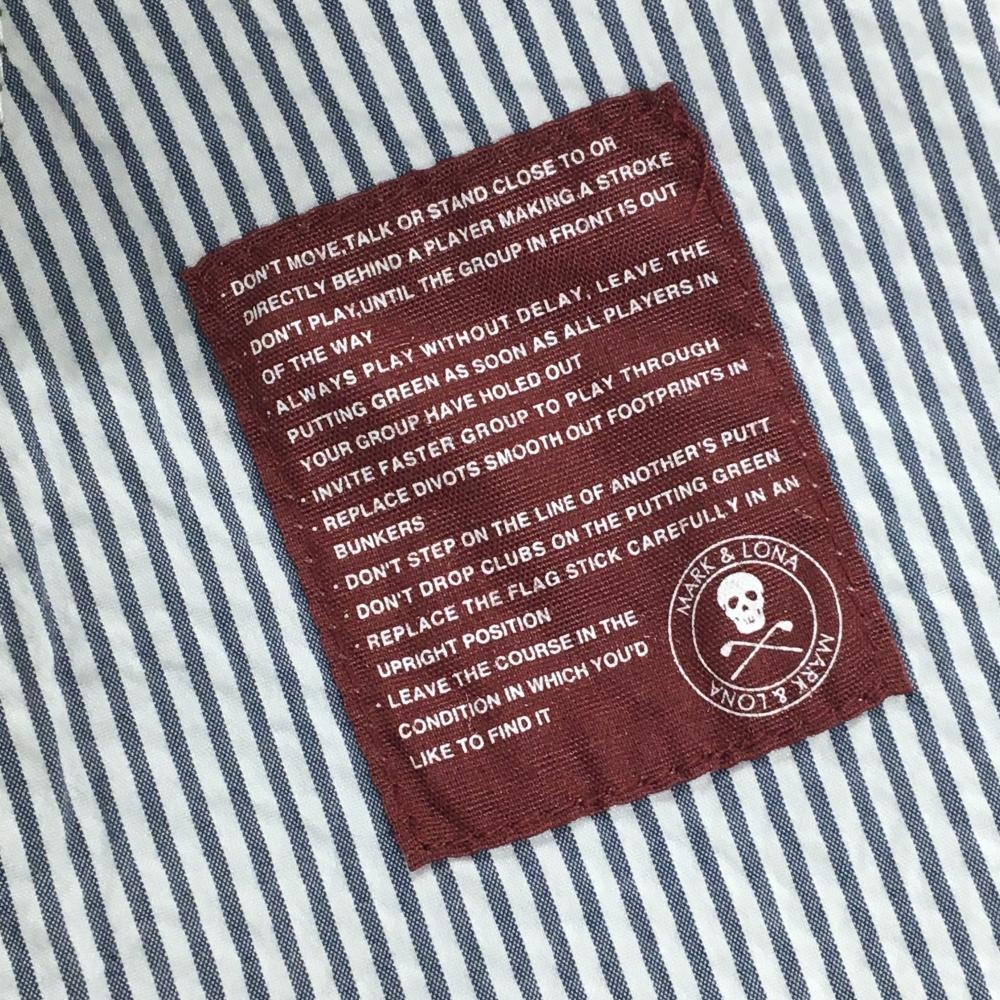 · DON'T MOVE,TALK OR STAND CLOSE TO OR
DIRECTLY BEHIND A PLAYER MAKING A STROKE
· DON'T PLAY,UNTIL THE GROUP IN FRONT IS OUT
OF THE WAY
· ALWAYS PLAY WITHOUT DELAY, LEAVE THE
PUTTING GREEN AS SOON AS ALL PLAYERS IN
YOUR GROUP HAVE HOLED OUT
· INVITE FASTER GROUP TO PLAY THROUGH
· REPLACE DIVOTS SMOOTH OUT FOOTPRINTS IN
BUNKERS
· DON'T STEP ON THE LINE OF ANOTHER'S PUTT
· DON'T DROP CLUBS ON THE PUTTING GREEN
· REPLACE THE FLAG STICK CAREFULLY IN AN
UPRIGHT POSITION
· LEAVE THE COURSE IN THE
CONDITION IN WHICH YOU'D
LIKE TO FIND IT
MARK & LONA
MARK & LONA